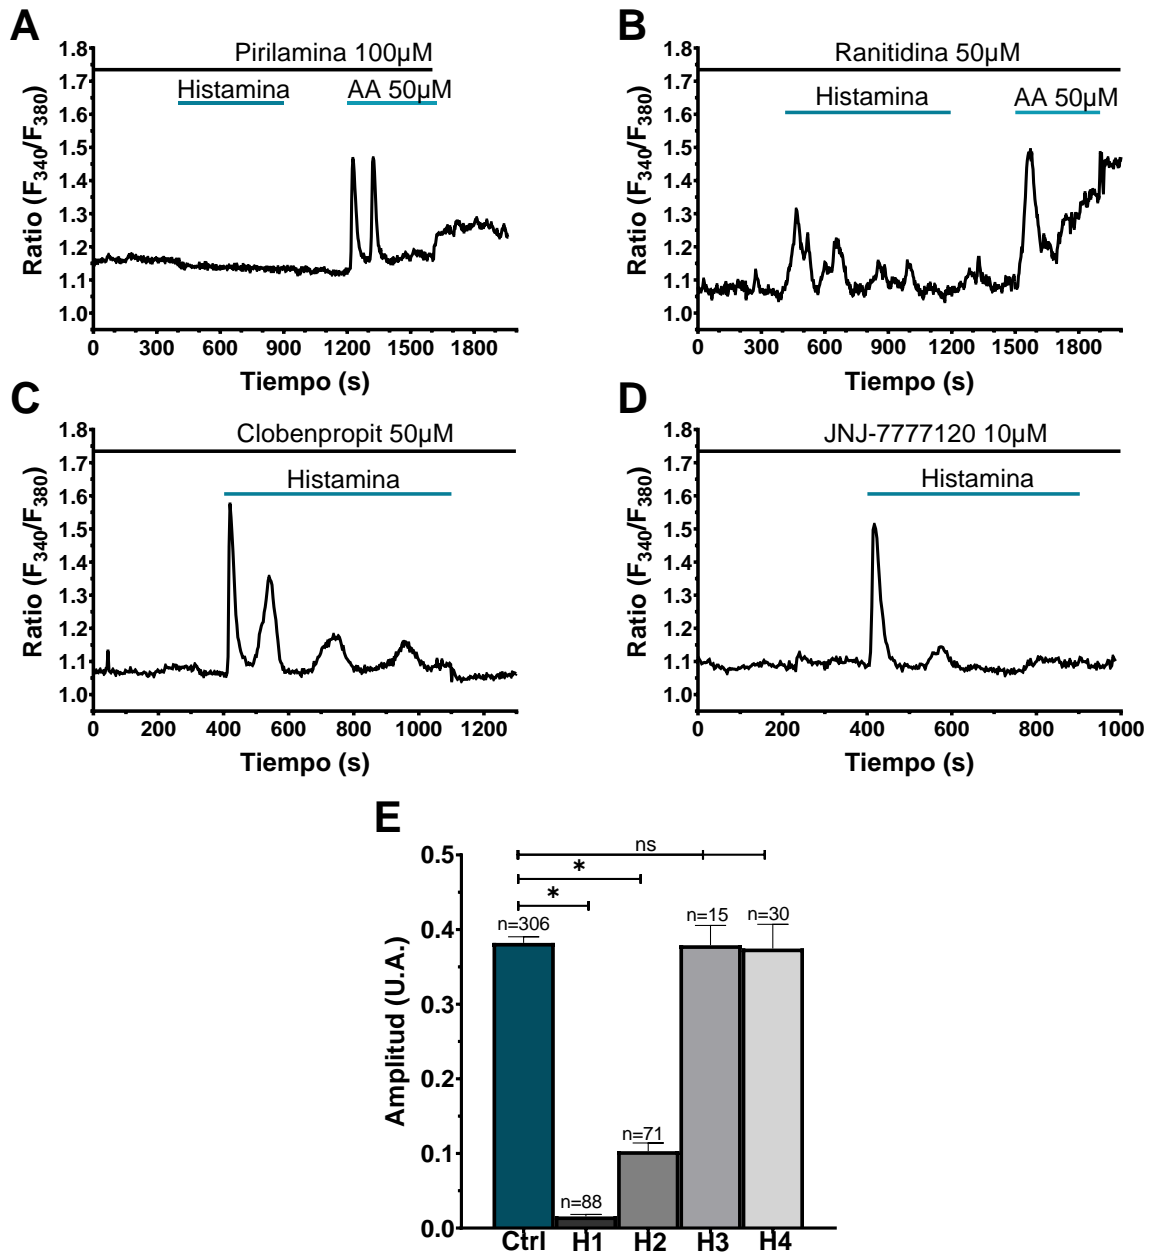 A
Pirilamina 100µM
Histamina
AA 50µM
Ratio (F340/F380)
1.8
1.7
1.6
1.5
1.4
1.3
1.2
1.1
1.0
0 300 600 900 1200 1500 1800
Tiempo (s)
B
Ranitidina 50µM
Histamina
AA 50µM
Ratio (F340/F380)
1.8
1.7
1.6
1.5
1.4
1.3
1.2
1.1
1.0
0 300 600 900 1200 1500 1800
Tiempo (s)
C
Clobenpropit 50µM
Histamina
Ratio (F340/F380)
1.8
1.7
1.6
1.5
1.4
1.3
1.2
1.1
1.0
0 200 400 600 800 1000 1200
Tiempo (s)
D
JNJ-7777120 10µM
Histamina
Ratio (F340/F380)
1.8
1.7
1.6
1.5
1.4
1.3
1.2
1.1
1.0
0 200 400 600 800 1000
Tiempo (s)
E
Amplitud (U.A.)
0.5
0.4
0.3
0.2
0.1
0.0
ns
*
*
n=306
n=88
n=71
n=15
n=30
Ctrl H1 H2 H3 H4